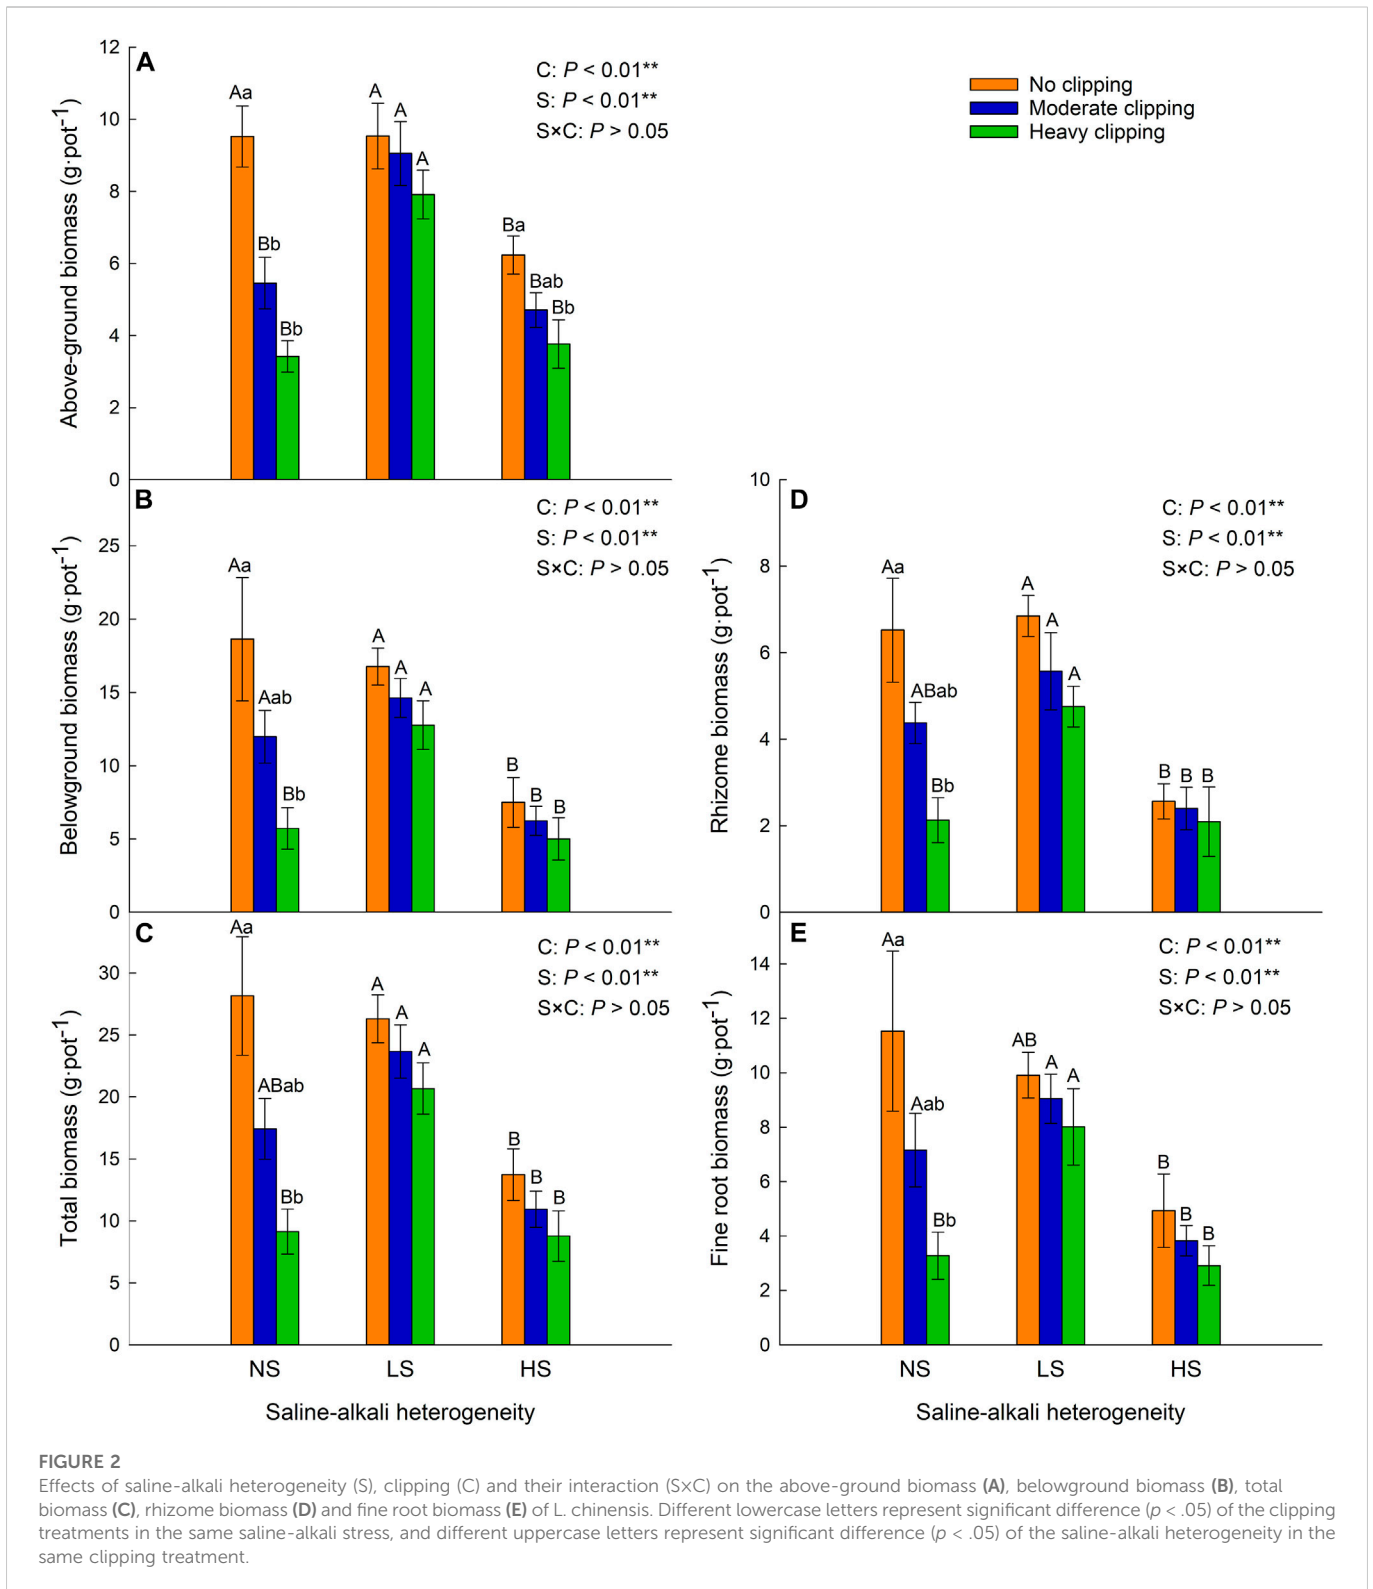 A
12
10
8
6
4
2
0
Above-ground biomass (g·pot⁻¹)
Aa
Bb
Bb
A
A
A
Ba
Bab
Bb
C: P < 0.01**
S: P < 0.01**
S×C: P > 0.05
No clipping
Moderate clipping
Heavy clipping
B
25
20
15
10
5
0
Belowground biomass (g·pot⁻¹)
Aa
Aab
Bb
A
A
A
B
B
B
C: P < 0.01**
S: P < 0.01**
S×C: P > 0.05
D
10
8
6
4
2
0
Rhizome biomass (g·pot⁻¹)
Aa
ABab
Bb
A
A
A
B
B
B
C: P < 0.01**
S: P < 0.01**
S×C: P > 0.05
C
30
25
20
15
10
5
0
Total biomass (g·pot⁻¹)
Aa
ABab
Bb
A
A
A
B
B
B
C: P < 0.01**
S: P < 0.01**
S×C: P > 0.05
NS
LS
HS
Saline-alkali heterogeneity
E
14
12
10
8
6
4
2
0
Fine root biomass (g·pot⁻¹)
Aa
Aab
Bb
AB
A
A
B
B
B
C: P < 0.01**
S: P < 0.01**
S×C: P > 0.05
NS
LS
HS
Saline-alkali heterogeneity
FIGURE 2
Effects of saline-alkali heterogeneity (S), clipping (C) and their interaction (S×C) on the above-ground biomass (A), belowground biomass (B), total
biomass (C), rhizome biomass (D) and fine root biomass (E) of L. chinensis. Different lowercase letters represent significant difference (p < .05) of the clipping
treatments in the same saline-alkali stress, and different uppercase letters represent significant difference (p < .05) of the saline-alkali heterogeneity in the
same clipping treatment.